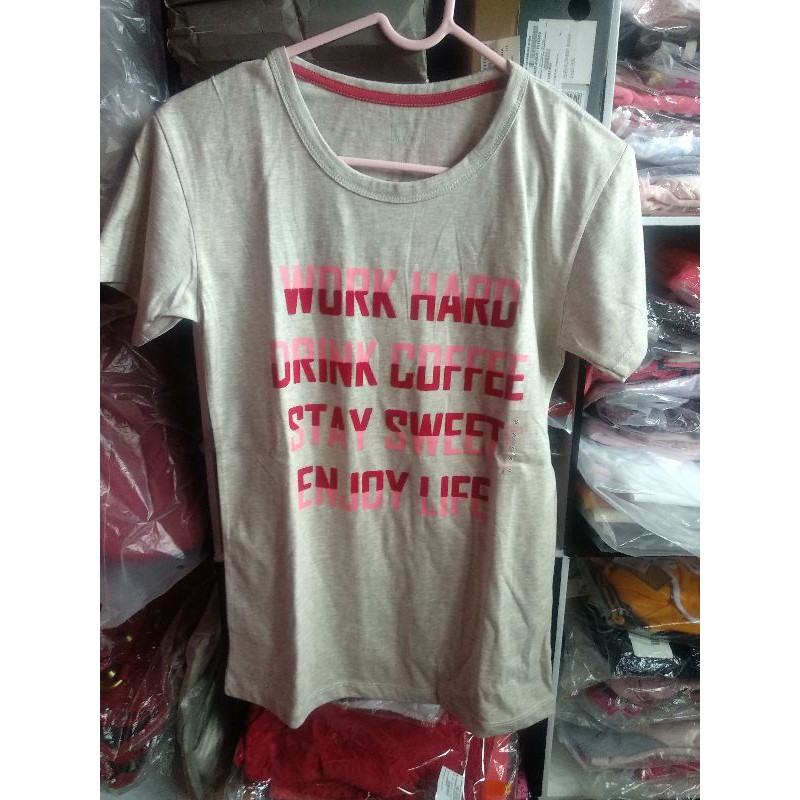 WORK HARD
DRINK COFFEE
STAY SWEET
ENJOY LIFE